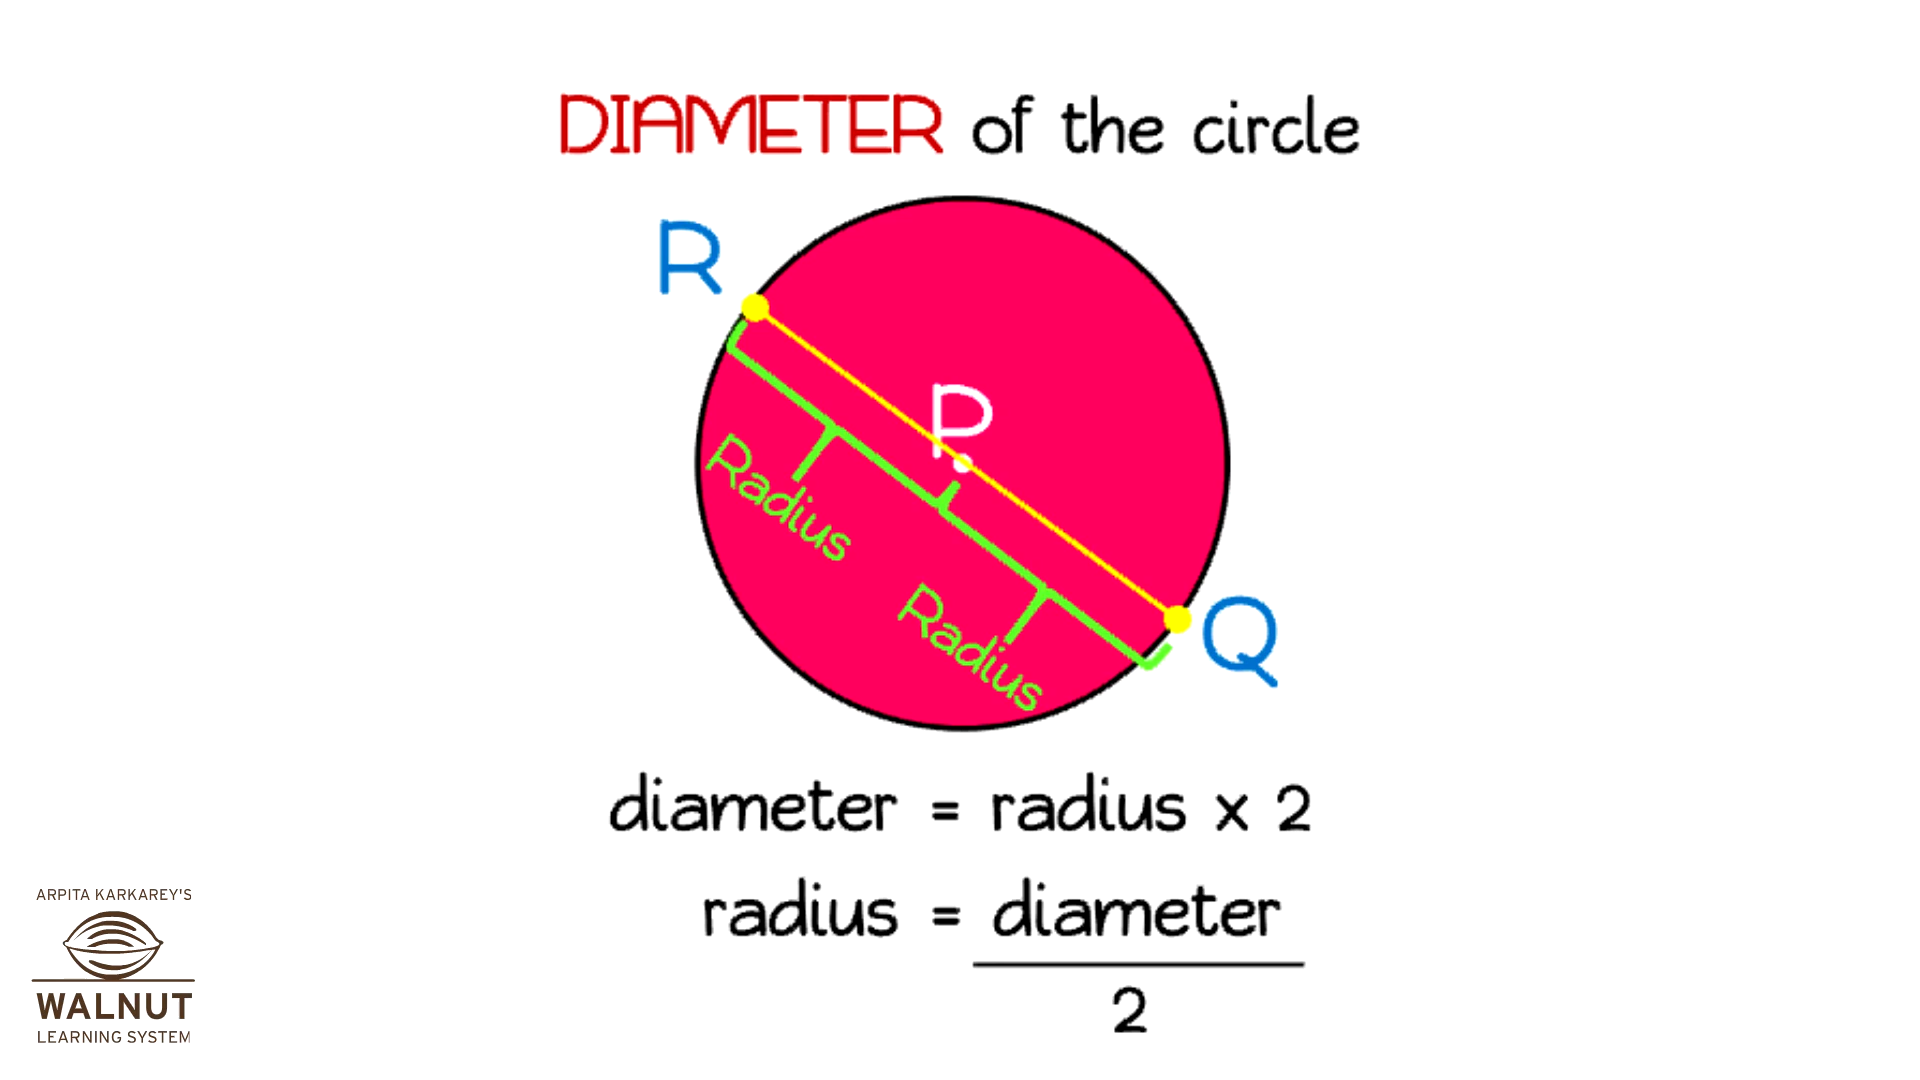 DIAMETER of the circle
R
P
Radius
Radius
Q
diameter = radius x 2
radius = diameter
2
ARPITA KARKAREY'S
WALNUT
LEARNING SYSTEM